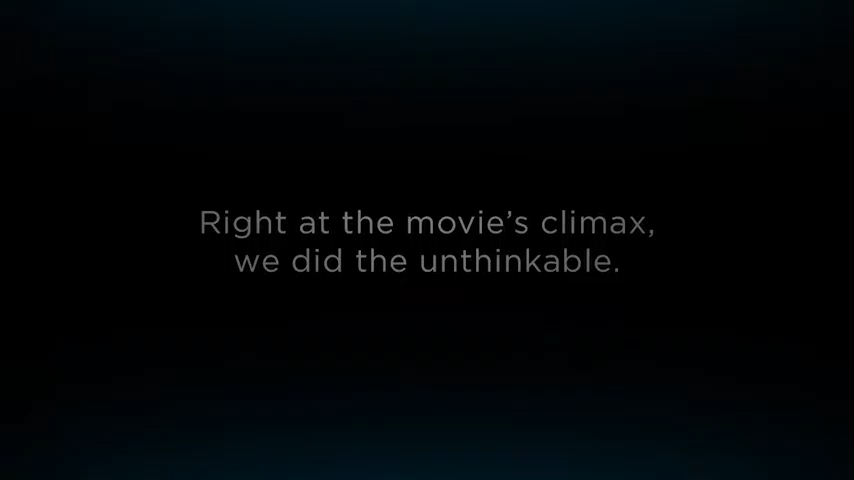 Right at the movie’s climax,
we did the unthinkable.